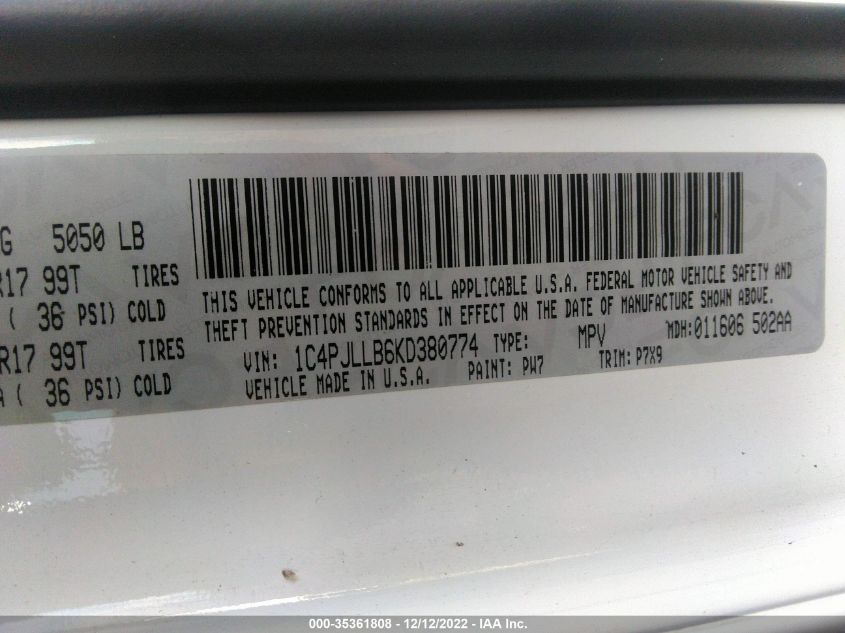 G 5050 LB
R17 99T TIRES
( 36 PSI) COLD
R17 99T TIRES
A ( 36 PSI) COLD
THIS VEHICLE CONFORMS TO ALL APPLICABLE U.S.A. FEDERAL MOTOR VEHICLE SAFETY AND
THEFT PREVENTION STANDARDS IN EFFECT ON THE DATE OF MANUFACTURE SHOWN ABOVE.
VIN: 1C4PJLLB6KD380774 TYPE: MPV MDH:011606 502AA
VEHICLE MADE IN U.S.A. PAINT: PW7 TRIM: P7X9
000-35361808 - 12/12/2022 - IAA Inc.